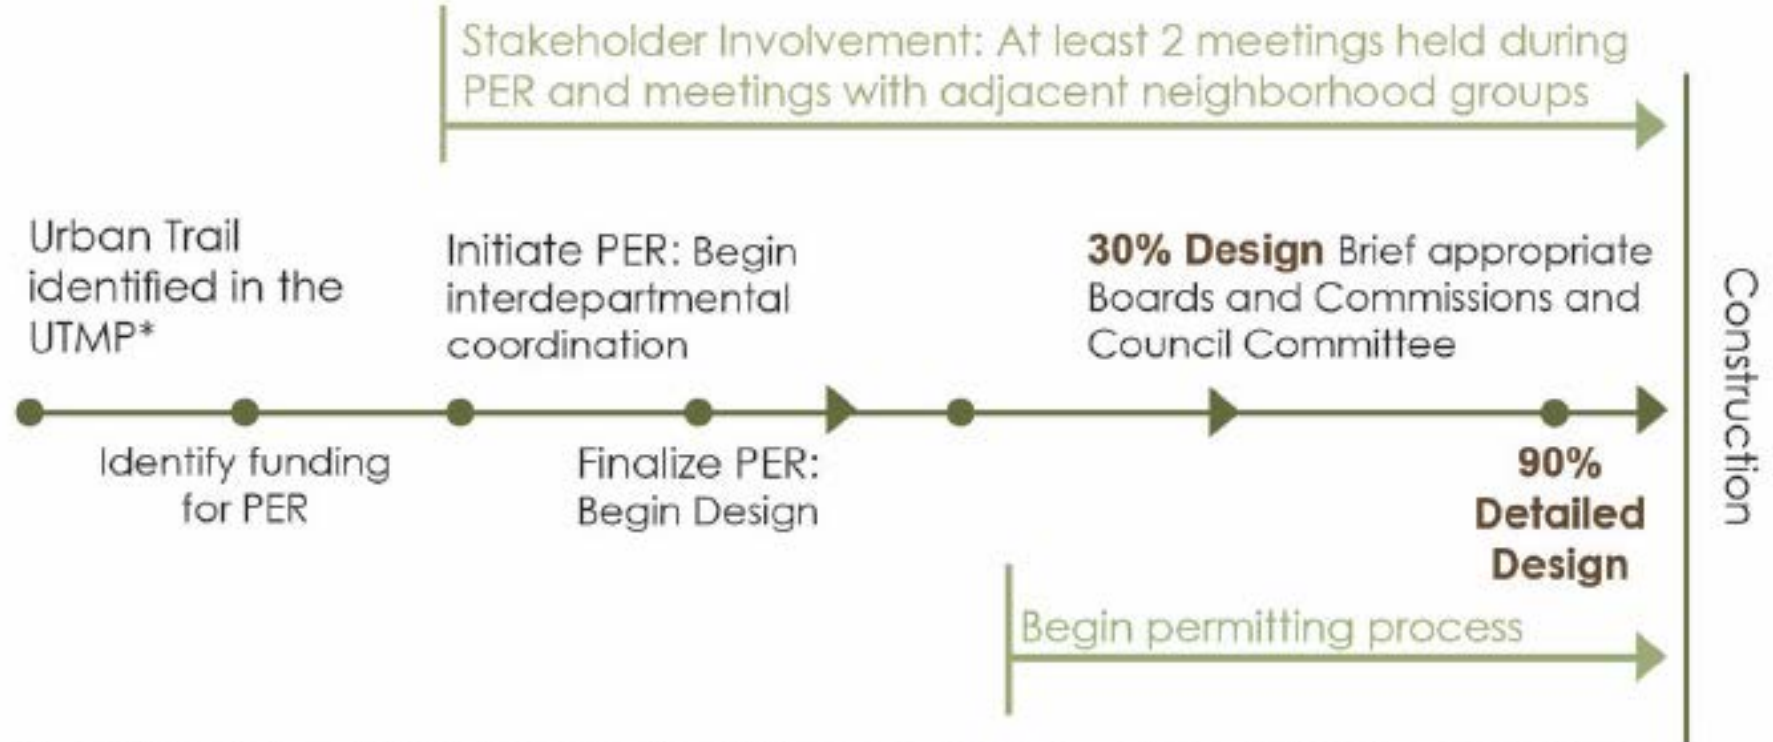 Stakeholder Involvement: At least 2 meetings held during
PER and meetings with adjacent neighborhood groups
Urban Trail
identified in the
UTMP*
Initiate PER: Begin
interdepartmental
coordination
30% Design Brief appropriate
Boards and Commissions and
Council Committee
Construction
Identify funding
for PER
Finalize PER:
Begin Design
90%
Detailed
Design
Begin permitting process